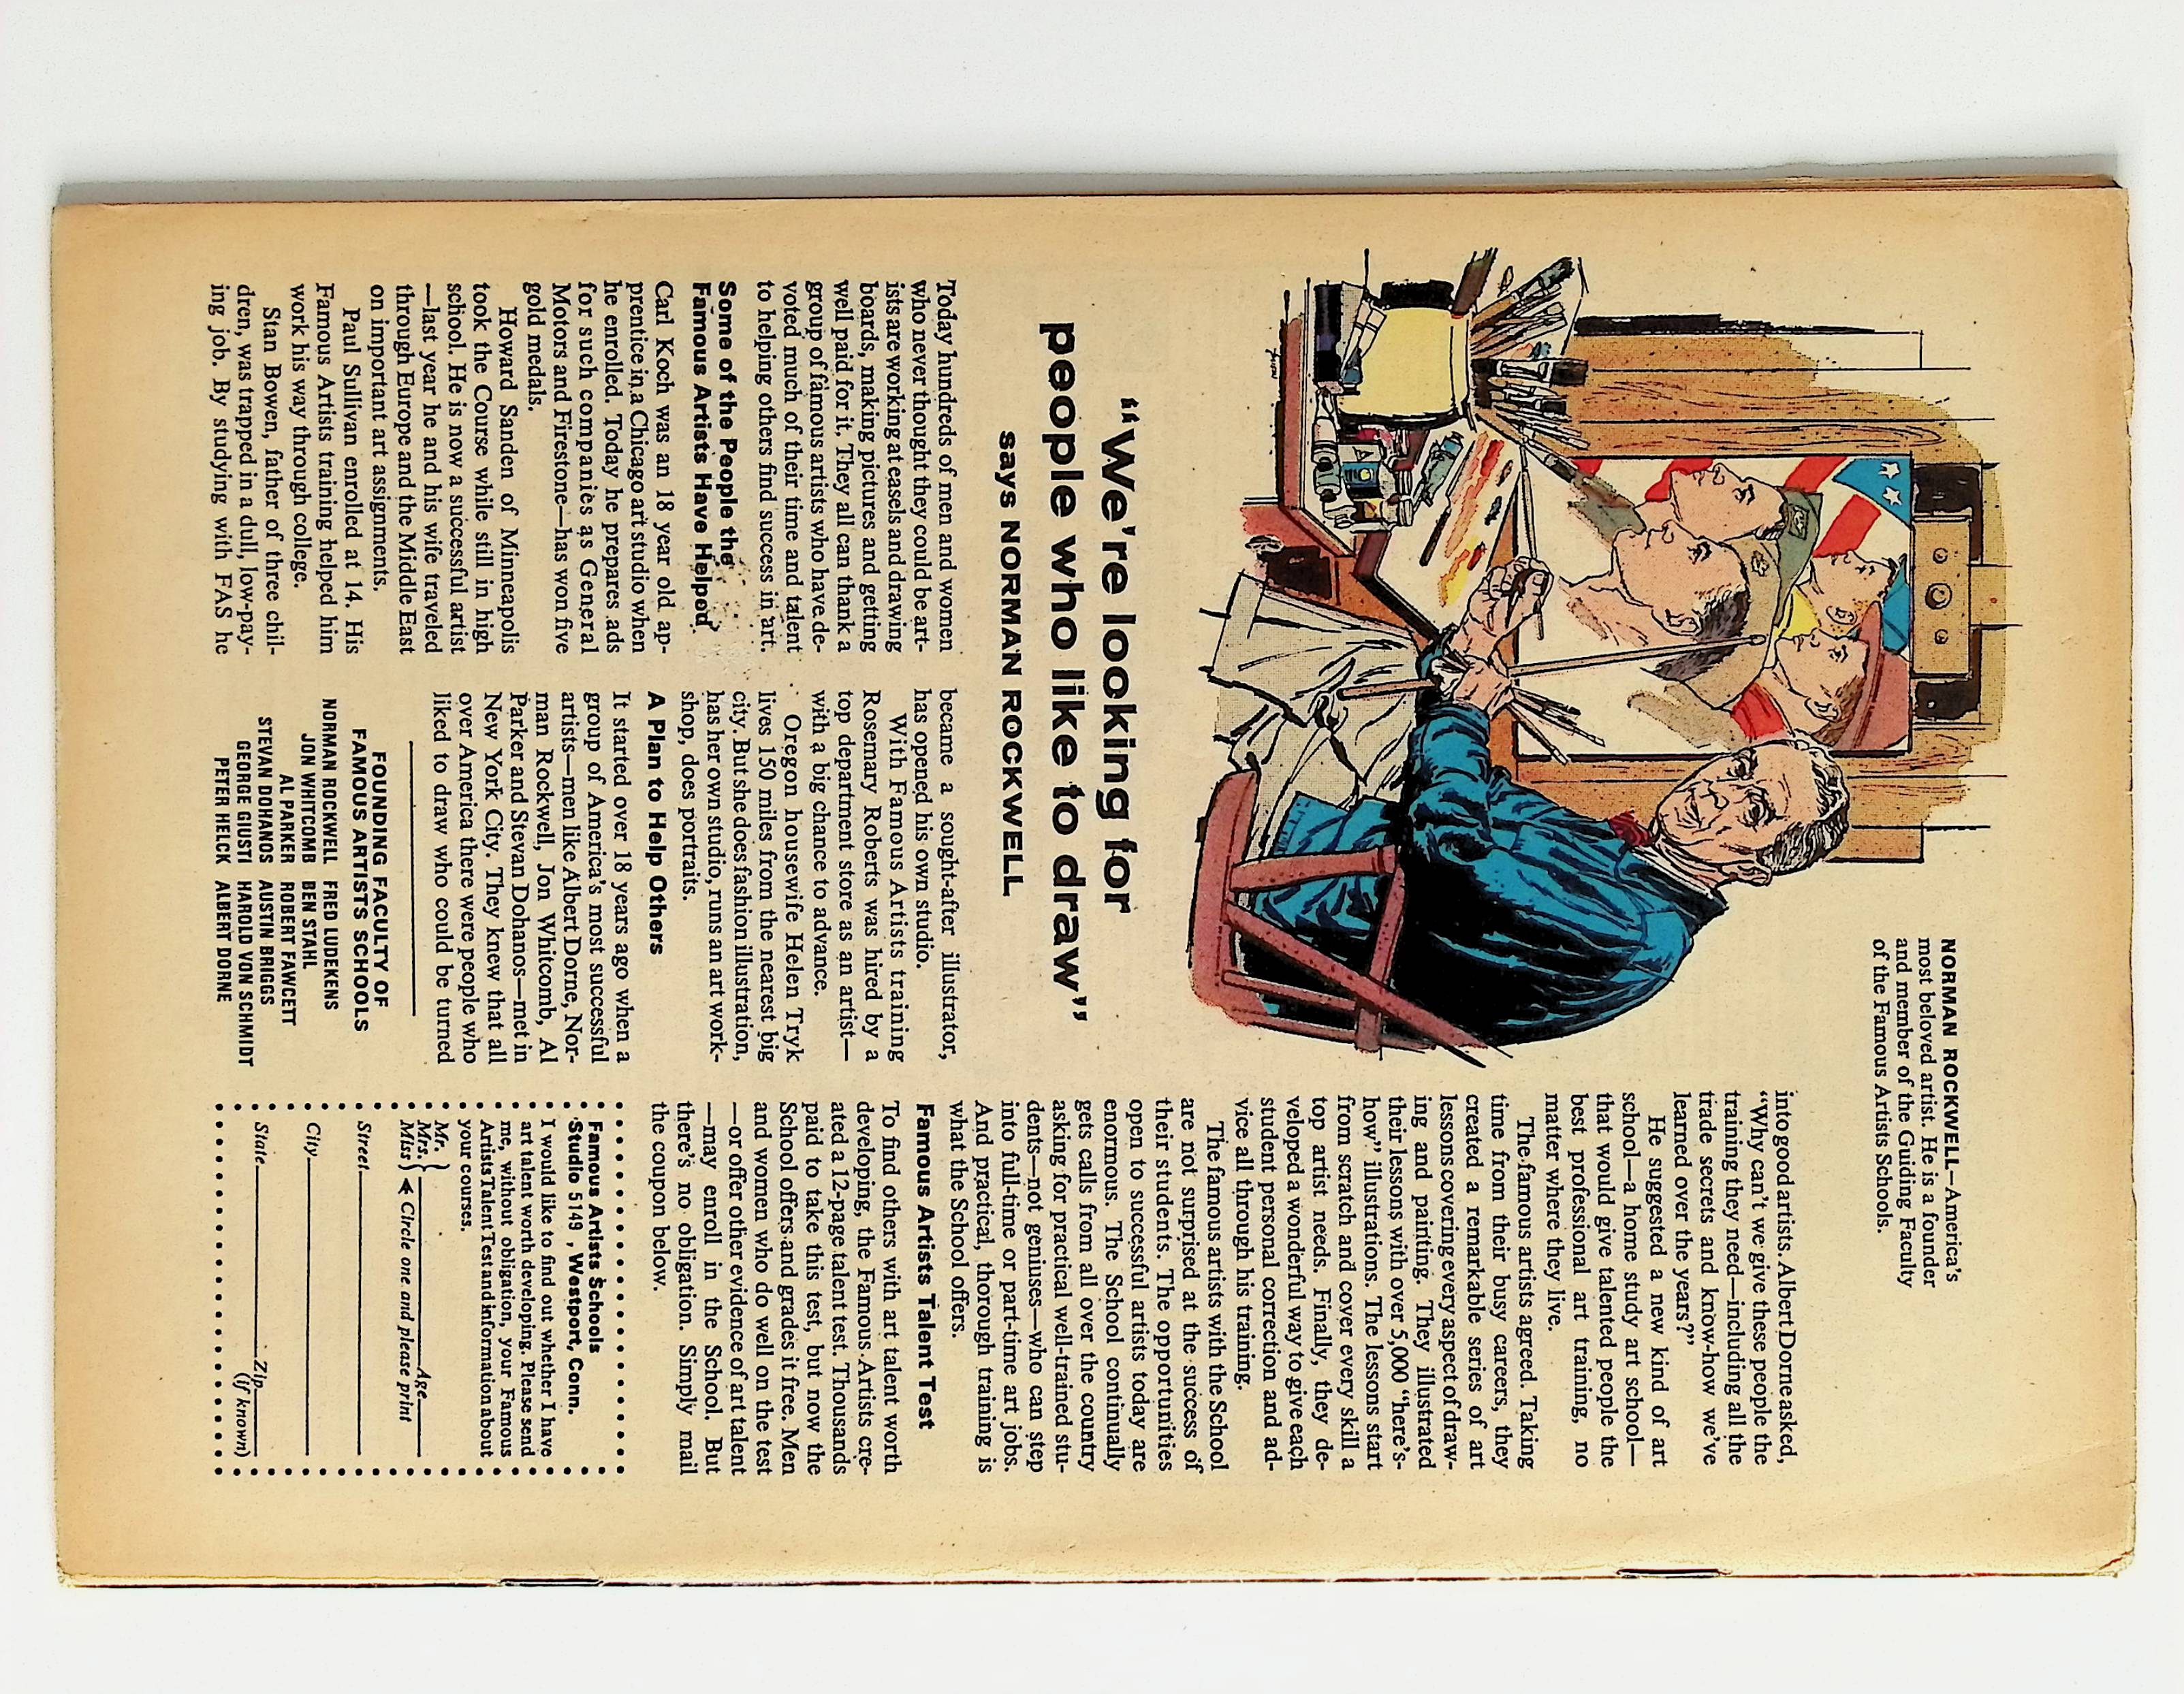 NORMAN ROCKWELL—America's
most beloved artist. He is a founder
and member of the Guiding Faculty
of the Famous Artists Schools.
"We're looking for
people who like to draw"
says NORMAN ROCKWELL
Today hundreds of men and women
who never thought they could be art-
ists are working at easels and drawing
boards, making pictures and getting
well paid for it. They all can thank a
group of famous artists who have de-
voted much of their time and talent
to helping others find success in art.
Some of the People the
Famous Artists Have Helped
Carl Koch was an 18 year old ap-
prentice in a Chicago art studio when
he enrolled. Today he prepares ads
for such companies as General
Motors and Firestone—has won five
gold medals.
Howard Sanden of Minneapolis
took the Course while still in high
school. He is now a successful artist
—last year he and his wife traveled
through Europe and the Middle East
on important art assignments.
Paul Sullivan enrolled at 14. His
Famous Artists training helped him
work his way through college.
Stan Bowen, father of three chil-
dren, was trapped in a dull, low-pay-
ing job. By studying with FAS he
became a sought-after illustrator,
has opened his own studio.
With Famous Artists training
Rosemary Roberts was hired by a
top department store as an artist—
with a big chance to advance.
Oregon housewife Helen Tryk
lives 150 miles from the nearest big
city. But she does fashion illustration,
has her own studio, runs an art work-
shop, does portraits.
A Plan to Help Others
It started over 18 years ago when a
group of America's most successful
artists—men like Albert Dorne, Nor-
man Rockwell, Jon Whitcomb, Al
Parker and Stevan Dohanos—met in
New York City. They knew that all
over America there were people who
liked to draw who could be turned
FOUNDING FACULTY OF
FAMOUS ARTISTS SCHOOLS
NORMAN ROCKWELL FRED LUDEKENS
JON WHITCOMB BEN STAHL
AL PARKER ROBERT FAWCETT
STEVAN DOHANOS AUSTIN BRIGGS
GEORGE GIUSTI HAROLD VON SCHMIDT
PETER HELCK ALBERT DORNE
into good artists. Albert Dorne asked,
"Why can't we give these people the
training they need—including all the
trade secrets and know-how we've
learned over the years?"
He suggested a new kind of art
school—a home study art school—
that would give talented people the
best professional art training, no
matter where they live.
The famous artists agreed. Taking
time from their busy careers, they
created a remarkable series of art
lessons covering every aspect of draw-
ing and painting. They illustrated
their lessons with over 5,000 "here's-
how" illustrations. The lessons start
from scratch and cover every skill a
top artist needs. Finally, they de-
veloped a wonderful way to give each
student personal correction and ad-
vice all through his training.
The famous artists with the School
are not surprised at the success of
their students. The opportunities
open to successful artists today are
enormous. The School continually
gets calls from all over the country
asking for practical well-trained stu-
dents—not geniuses—who can step
into full-time or part-time art jobs.
And practical, thorough training is
what the School offers.
Famous Artists Talent Test
To find others with art talent worth
developing, the Famous Artists cre-
ated a 12-page talent test. Thousands
paid to take this test, but now the
School offers and grades it free. Men
and women who do well on the test
—or offer other evidence of art talent
—may enroll in the School. But
there's no obligation. Simply mail
the coupon below.
Famous Artists Schools
Studio 5149 , Westport, Conn.
I would like to find out whether I have
art talent worth developing. Please send
me, without obligation, your Famous
Artists Talent Test and information about
your courses.
Mr.
Mrs. Age
Miss Circle one and please print
Street
City
State Zip
(if known)